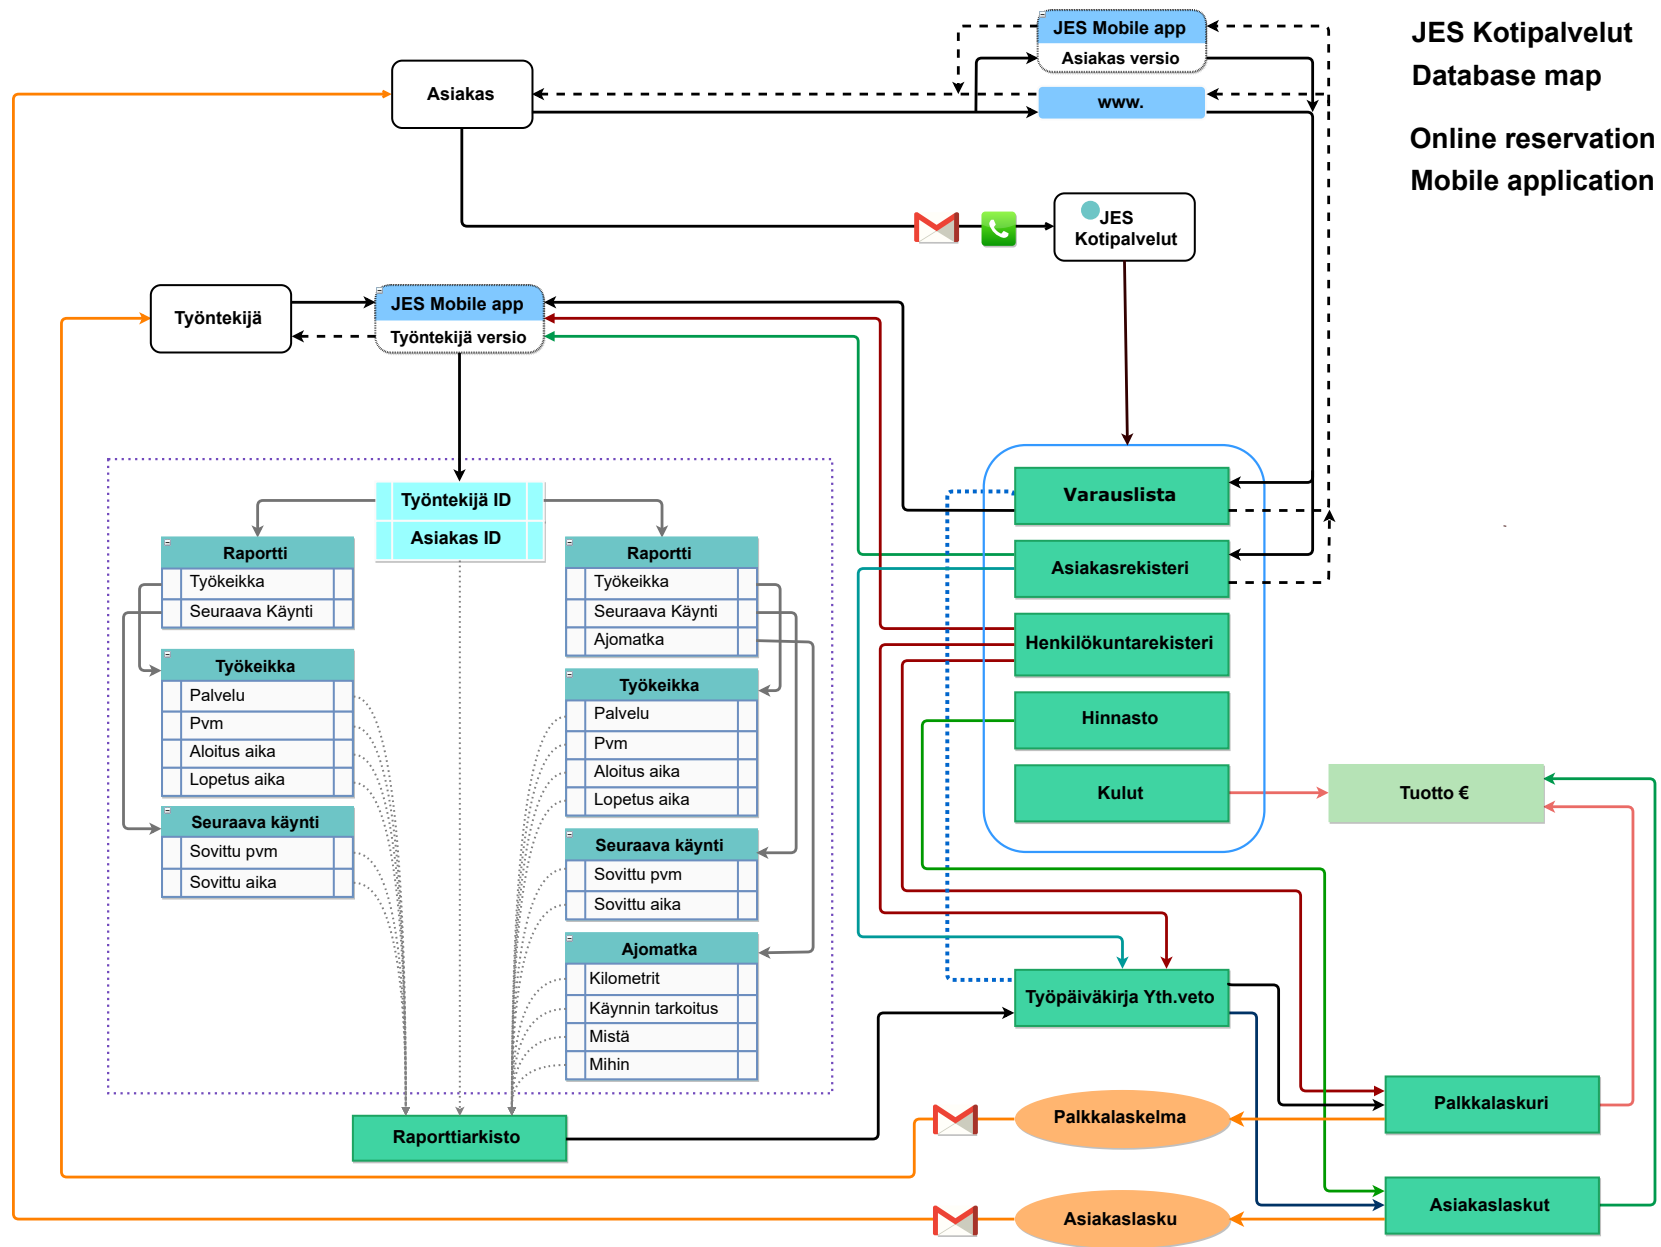 JES Kotipalvelut
Database map
Online reservation
Mobile application
JES Mobile app
Asiakas versio
www.
Asiakas
JES
Kotipalvelut
Työntekijä
JES Mobile app
Työntekijä versio
Työntekijä ID
Asiakas ID
Raportti
Työkeikka
Seuraava Käynti
Työkeikka
Palvelu
Pvm
Aloitus aika
Lopetus aika
Seuraava käynti
Sovittu pvm
Sovittu aika
Raportti
Työkeikka
Seuraava Käynti
Ajomatka
Työkeikka
Palvelu
Pvm
Aloitus aika
Lopetus aika
Seuraava käynti
Sovittu pvm
Sovittu aika
Ajomatka
Kilometrit
Käynnin tarkoitus
Mistä
Mihin
Raporttiarkisto
Varauslista
Asiakasrekisteri
Henkilökuntarekisteri
Hinnasto
Kulut
Tuotto €
Työpäiväkirja Yth.veto
Palkkalaskuri
Palkkalaskelma
Asiakaslaskut
Asiakaslasku